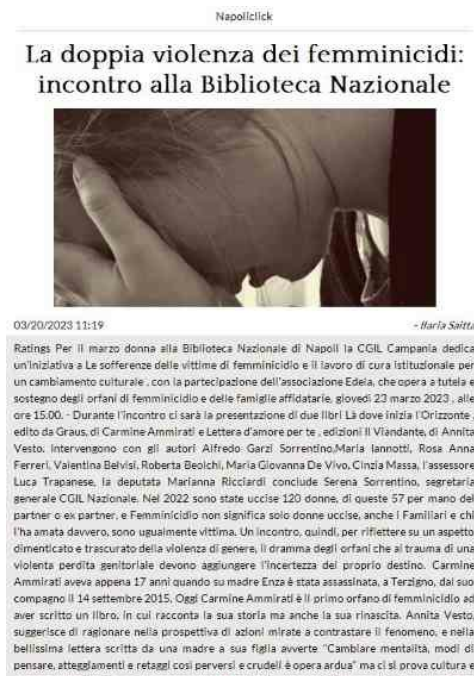 Napoliclick
La doppia violenza dei femminicidi:
incontro alla Biblioteca Nazionale
03/20/2023 11:19
- Ilaria Saitta
Ratings Per il marzo donna alla Biblioteca Nazionale di Napoli la CGIL Campania dedica
un'iniziativa a Le sofferenze delle vittime di femminicidio e il lavoro di cura istituzionale per
un cambiamento culturale , con la partecipazione dell'associazione Edela, che opera a tutela e
sostegno degli orfani di femminicidio e delle famiglie affidatarie, giovedì 23 marzo 2023 , alle
ore 15.00. - Durante l'incontro ci sarà la presentazione di due libri Là dove inizia l'Orizzonte ,
edito da Graus, di Carmine Ammirati e Lettera d'amore per te , edizioni Il Viandante, di Annita
Vesto. Intervengono con gli autori Alfredo Garzi Sorrentino,Maria Iannotti, Rosa Anna
Ferreri, Valentina Belvisi, Roberta Beolchi, Maria Giovanna De Vivo, Cinzia Massa, l'assessore
Luca Trapanese, la deputata Marianna Ricciardi conclude Serena Sorrentino, segretaria
generale CGIL Nazionale. Nel 2022 sono state uccise 120 donne, di queste 57 per mano del
partner o ex partner, e Femminicidio non significa solo donne uccise, anche i Familiari e chi
l'ha amata davvero, sono ugualmente vittima. Un incontro, quindi, per riflettere su un aspetto
dimenticato e trascurato della violenza di genere, il dramma degli orfani che al trauma di una
violenta perdita genitoriale devono aggiungere l'incertezza del proprio destino. Carmine
Ammirati aveva appena 17 anni quando su madre Enza è stata assassinata, a Terzigno, dal suo
compagno il 14 settembre 2015. Oggi Carmine Ammirati è il primo orfano di femminicidio ad
aver scritto un libro, in cui racconta la sua storia ma anche la sua rinascita. Annita Vesto,
suggerisce di ragionare nella prospettiva di azioni mirate a contrastare il fenomeno, e nella
bellissima lettera scritta da una madre a sua figlia avverte "Cambiare mentalità, modi di
pensare, atteggiamenti e retaggi così perversi e crudeli è opera ardua" ma ci si prova cultura e